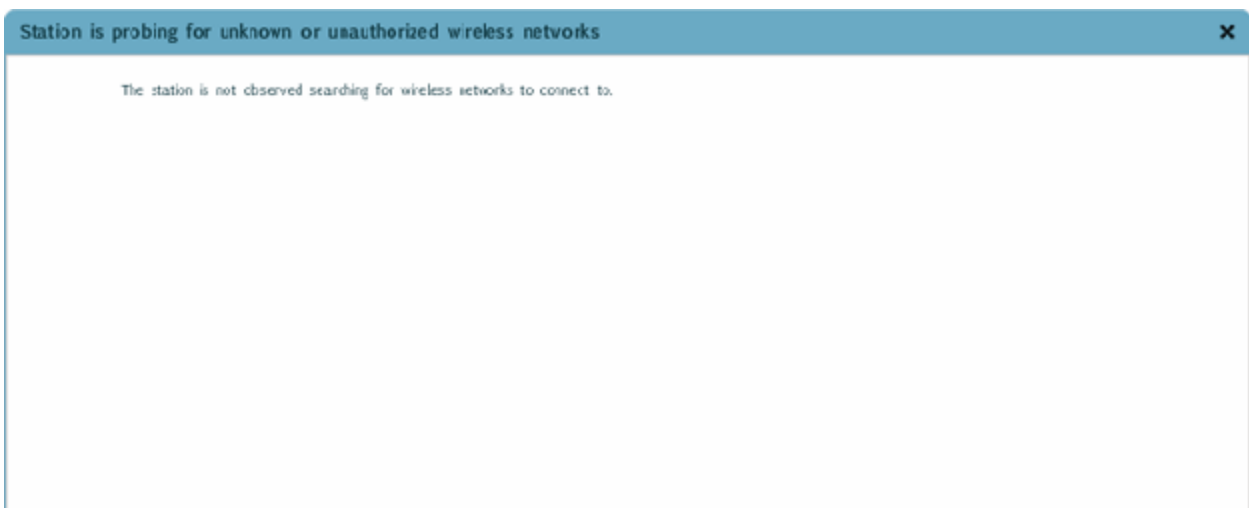 Station is probing for unknown or unauthorized wireless networks
The station is not observed searching for wireless networks to connect to.